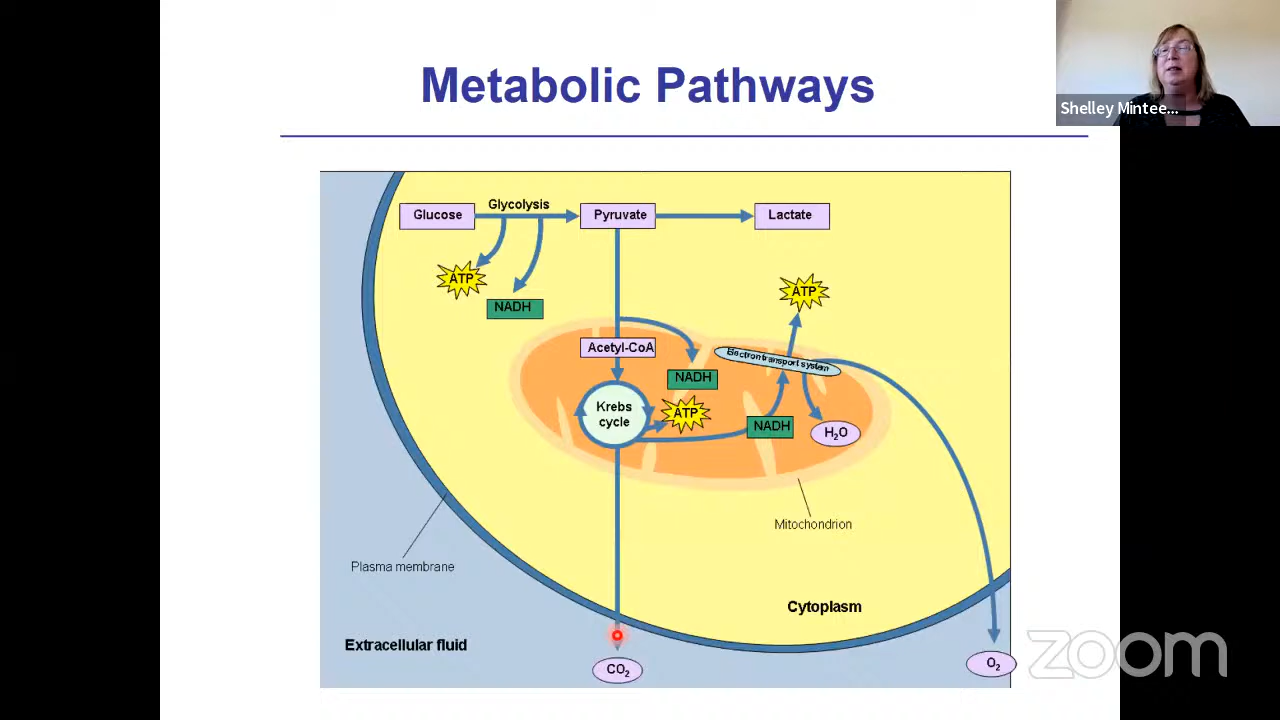 Metabolic Pathways
Shelley Mintee...
Glycolysis
Glucose
Pyruvate
Lactate
ATP
NADH
ATP
Acetyl-CoA
Electron transport system
NADH
Krebs
cycle
ATP
NADH
H₂O
Mitochondrion
Plasma membrane
Cytoplasm
Extracellular fluid
CO₂
O₂
zoom